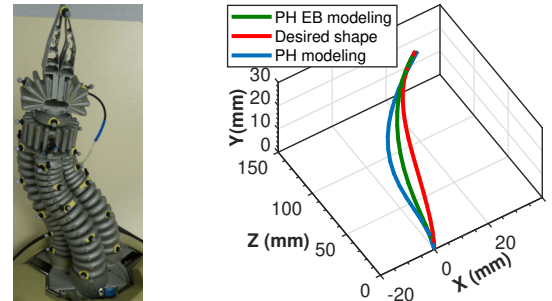 PH EB modeling
Desired shape
PH modeling
30
20
10
0
Y(mm)
150
100
50
0
Z (mm)
-20
0
20
X (mm)